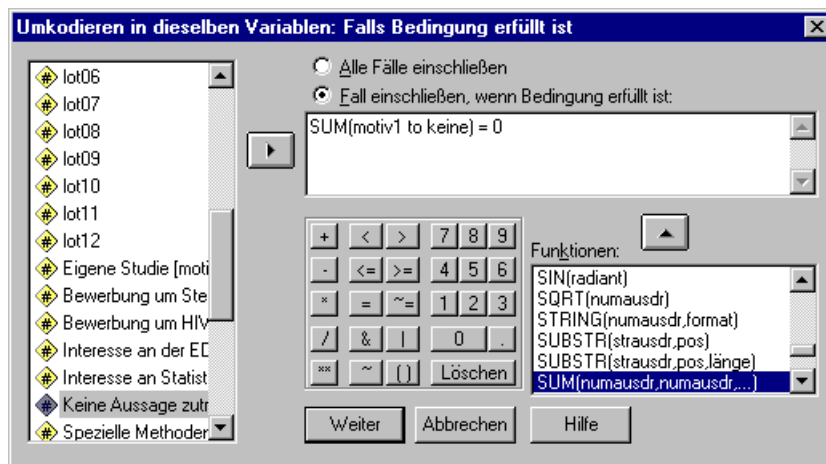 Umkodieren in dieselben Variablen: Falls Bedingung erfüllt ist
lot06
lot07
lot08
lot09
lot10
lot11
lot12
Eigene Studie [moti
Bewerbung um Ste
Bewerbung um HIV
Interesse an der ED
Interesse an Statist
Keine Aussage zutr
Spezielle Methoden
Alle Fälle einschließen
Fall einschließen, wenn Bedingung erfüllt ist:
SUM(motiv1 to keine) = 0
+ < > 7 8 9
- <= >= 4 5 6
* = ~= 1 2 3
/ & | 0 .
** ~ () Löschen
Funktionen:
SIN(radiant)
SQRT(numausdr)
STRING(numausdr,format)
SUBSTR(strausdr,pos)
SUBSTR(strausdr,pos,länge)
SUM(numausdr,numausdr,...)
Weiter Abbrechen Hilfe